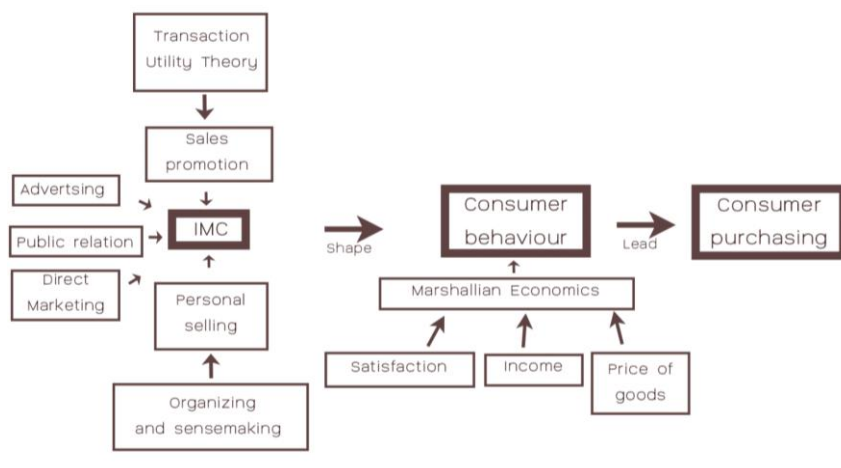 Transaction
Utility Theory
Sales
promotion
Advertsing
Public relation
Direct
Marketing
IMC
Personal
selling
Organizing
and sensemaking
Shape
Consumer
behaviour
Lead
Consumer
purchasing
Marshallian Economics
Satisfaction
Income
Price of
goods